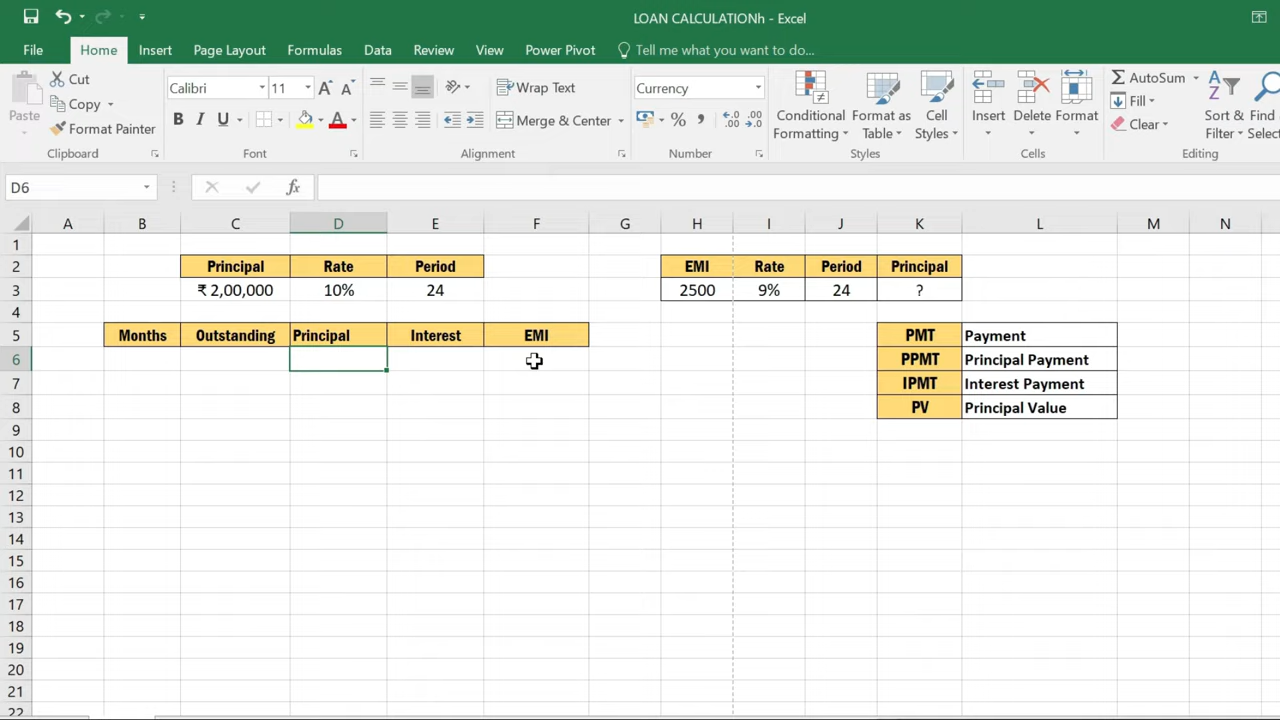 LOAN CALCULATIONh - Excel
File Home Insert Page Layout Formulas Data Review View Power Pivot Tell me what you want to do...
Paste
Cut
Copy
Format Painter
Clipboard
Calibri 11
B I U
Font
Wrap Text
Merge & Center
Alignment
Currency
Number
Conditional Formatting
Format as Table
Cell Styles
Styles
Insert Delete Format
Cells
AutoSum
Fill
Clear
Sort & Filter
Find Select
Editing
D6 fx
A B C D E F G H I J K L M N
1
2 Principal Rate Period EMI Rate Period Principal
3 ₹ 2,00,000 10% 24 2500 9% 24 ?
4
5 Months Outstanding Principal Interest EMI PMT Payment
6 PPMT Principal Payment
7 IPMT Interest Payment
8 PV Principal Value
9
10
11
12
13
14
15
16
17
18
19
20
21
22